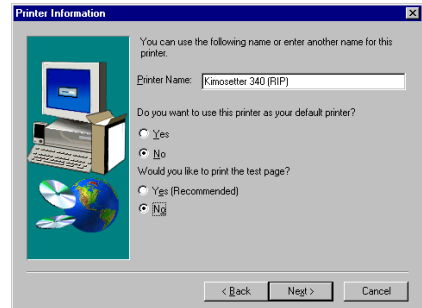 Printer Information
You can use the following name or enter another name for this
printer.
Printer Name: Kimosetter 340 (RIP)
Do you want to use this printer as your default printer?
Yes
No
Would you like to print the test page?
Yes (Recommended)
No
< Back Next > Cancel